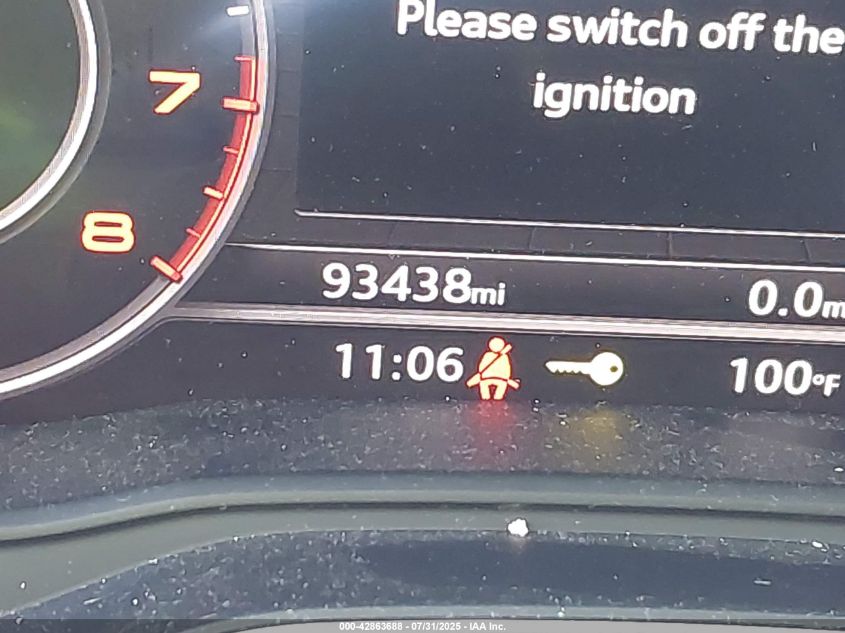 Please switch off the
ignition
7
8
93438mi
0.0m
11:06
100°F
000-42863688 - 07/31/2025 - IAA Inc.